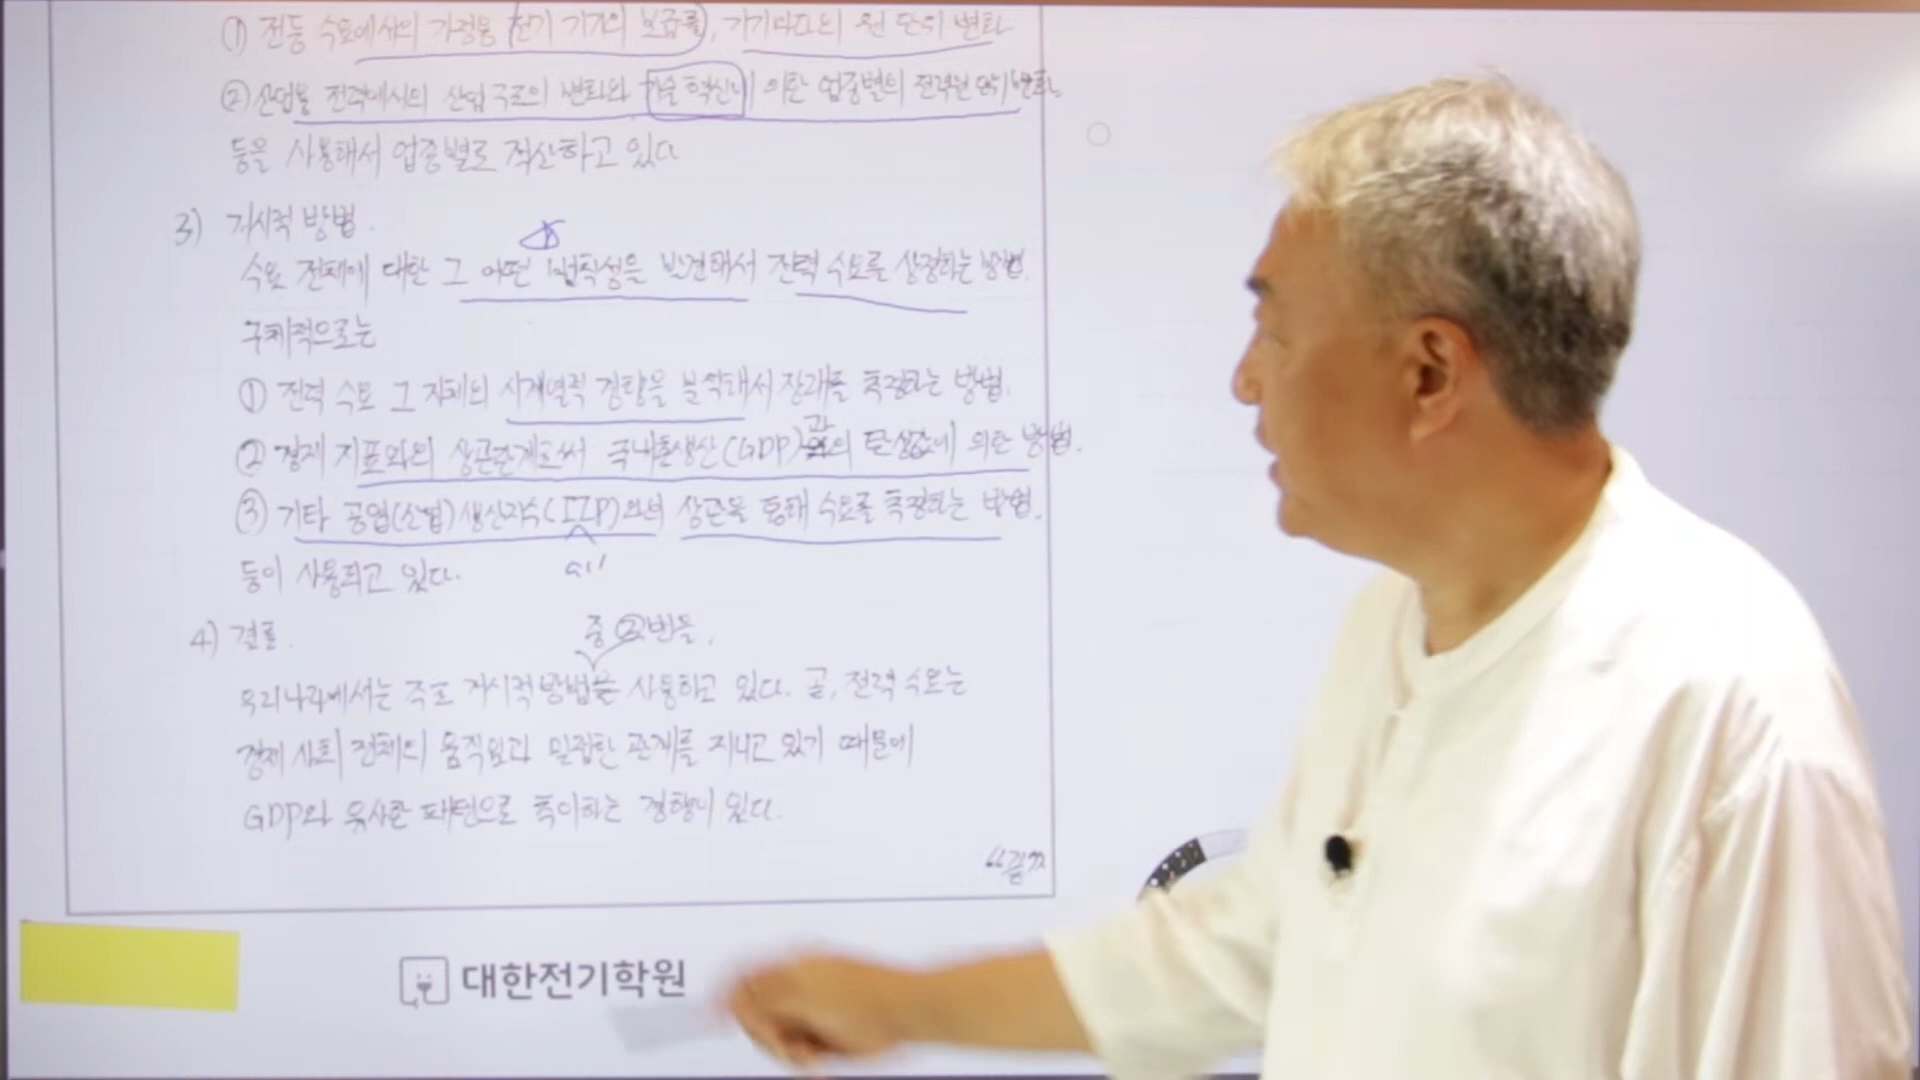 ① 전등 수요에서의 가정용 전기 기기의 보급률, 기기마다의 원 단위 변화
② 산업용 전력에서의 산업구조의 변화와 기술혁신에 의한 업종별의 전력원 단위 변화
등을 사용해서 업종별로 적산하고 있다
3) 거시적 방법.
수요 전체에 대한 그 어떤 법칙성을 발견해서 전력 수요를 상정하는 방법.
구체적으로는
① 전력 수요 그 자체의 시계열적 경향을 분석해서 장래를 측정하는 방법.
② 경제 지표와의 상관관계로써 국내총생산(GDP)과의 탄성값에 의한 방법.
③ 기타 공업(산업)생산지수(IIP)와의 상관을 통해 수요를 측정하는 방법.
등이 사용되고 있다.
4) 결론.
우리나라에서는 주로 거시적방법을 사용하고 있다. 곧, 전력 수요는
경제 사회 전체의 움직임과 밀접한 관계를 지니고 있기 때문에
GDP와 유사한 패턴으로 추이하는 경향이 있다.
"끝"
대한전기학원